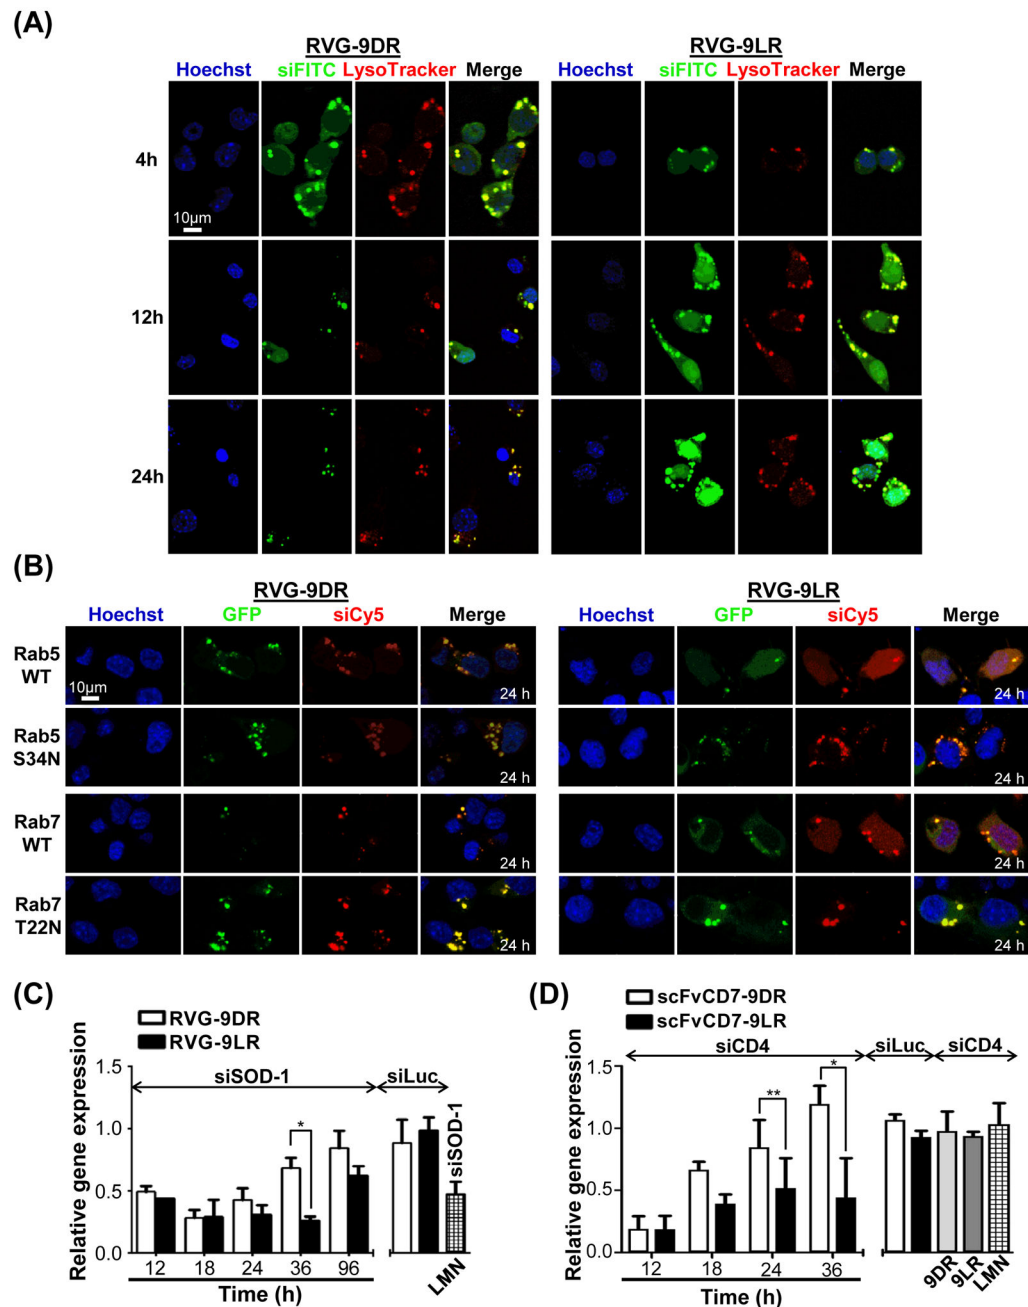 (A)
RVG-9DR
RVG-9LR
Hoechst siFITC LysoTracker Merge
Hoechst siFITC LysoTracker Merge
4h
10µm
12h
24h
(B)
RVG-9DR
RVG-9LR
Hoechst GFP siCy5 Merge
Hoechst GFP siCy5 Merge
Rab5
WT
10µm
24 h
24 h
Rab5
S34N
24 h
24 h
Rab7
WT
24 h
24 h
Rab7
T22N
24 h
24 h
(C)
RVG-9DR
RVG-9LR
siSOD-1
siLuc
siSOD-1
Relative gene expression
1.5
1.0
0.5
0.0
*
12 18 24 36 96
Time (h)
LMN
(D)
scFvCD7-9DR
scFvCD7-9LR
siCD4
siLuc
siCD4
Relative gene expression
1.5
1.0
0.5
0.0
**
*
12 18 24 36
Time (h)
9DR
9LR
LMN